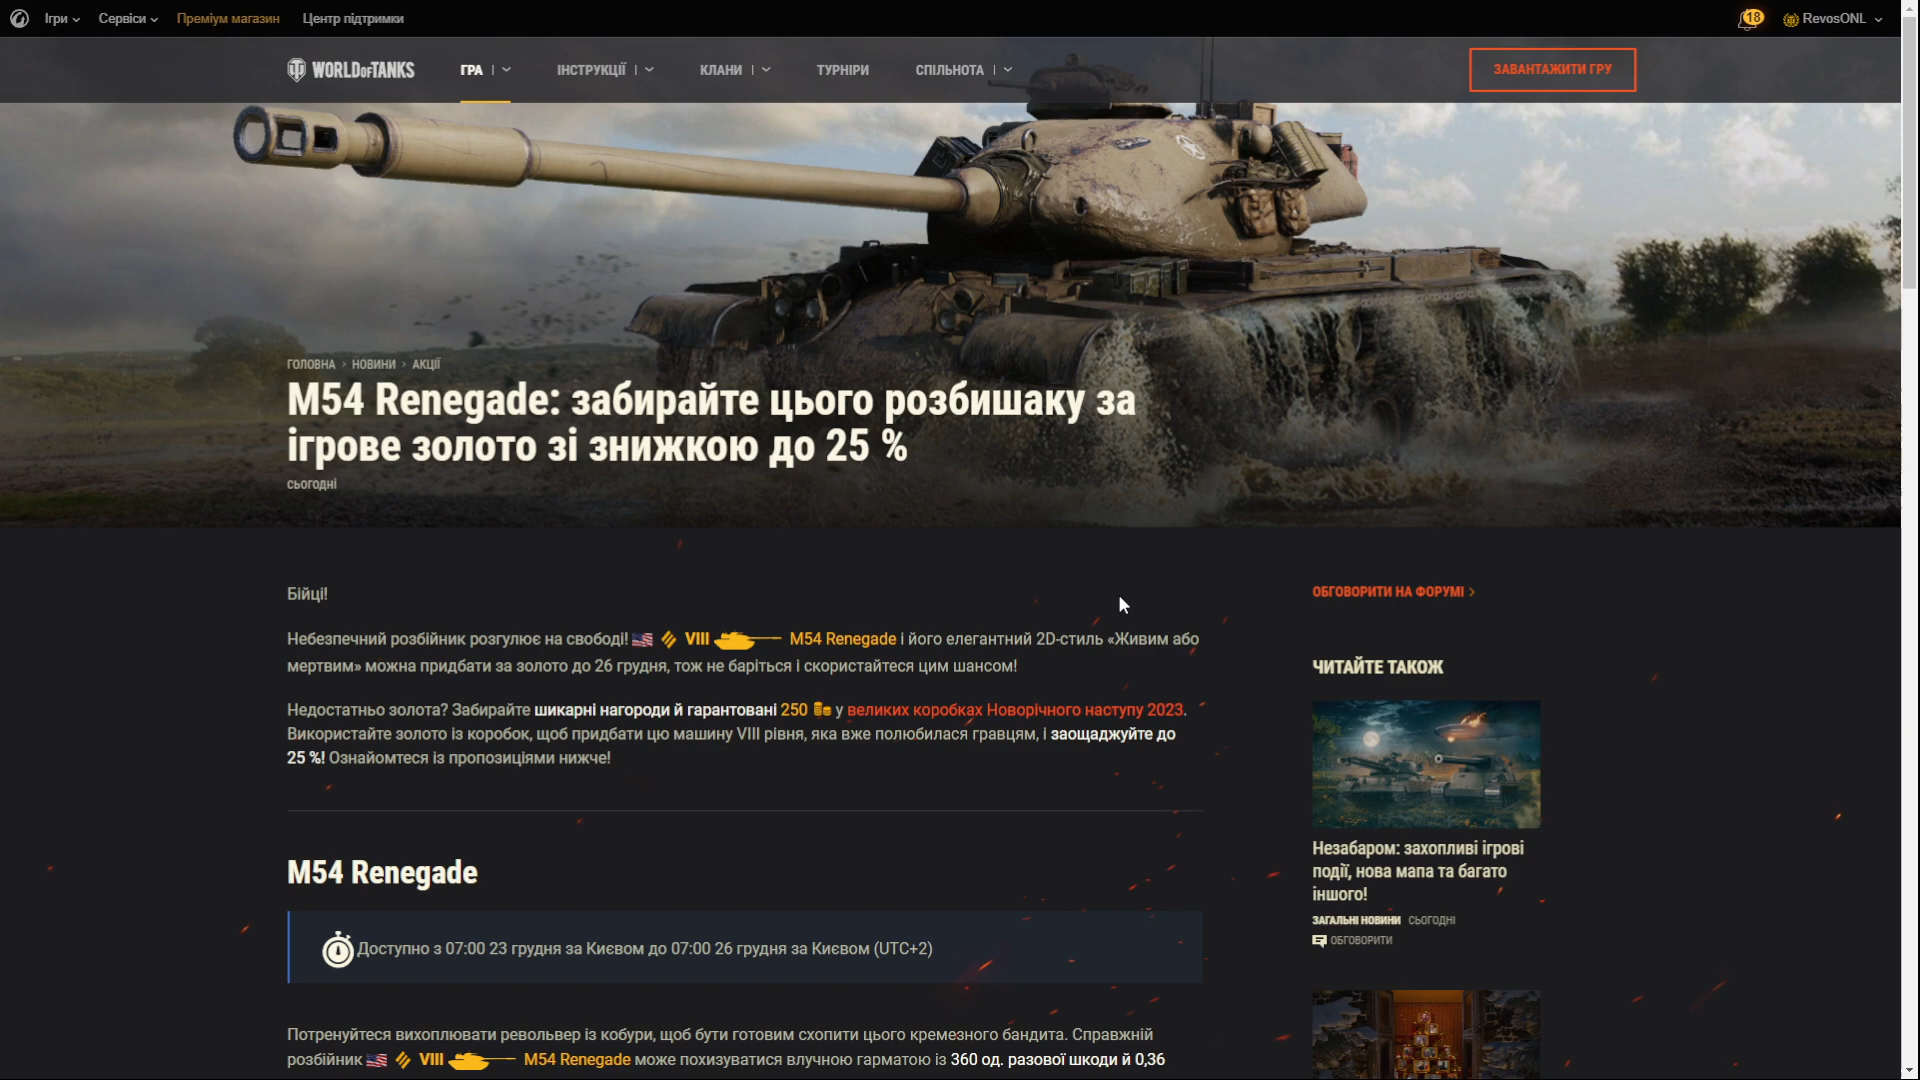 Ігри
Сервіси
Преміум магазин
Центр підтримки
18
RevosONL
WORLD OF TANKS
ГРА
ІНСТРУКЦІЇ
КЛАНИ
ТУРНІРИ
СПІЛЬНОТА
ЗАВАНТАЖИТИ ГРУ
ГОЛОВНА > НОВИНИ > АКЦІЇ
M54 Renegade: забирайте цього розбишаку за
ігрове золото зі знижкою до 25 %
СЬОГОДНІ
Бійці!
Небезпечний розбійник розгулює на свободі! VIII M54 Renegade і його елегантний 2D-стиль «Живим або
мертвим» можна придбати за золото до 26 грудня, тож не баріться і скористайтеся цим шансом!
Недостатньо золота? Забирайте шикарні нагороди й гарантовані 250 у великих коробках Новорічного наступу 2023.
Використайте золото із коробок, щоб придбати цю машину VIII рівня, яка вже полюбилася гравцям, і заощаджуйте до
25 %! Ознайомтеся із пропозиціями нижче!
M54 Renegade
Доступно з 07:00 23 грудня за Києвом до 07:00 26 грудня за Києвом (UTC+2)
Потренуйтеся вихоплювати револьвер із кобури, щоб бути готовим схопити цього кремезного бандита. Справжній
розбійник VIII M54 Renegade може похизуватися влучною гарматою із 360 од. разової шкоди й 0,36
ОБГОВОРИТИ НА ФОРУМІ >
ЧИТАЙТЕ ТАКОЖ
Незабаром: захопливі ігрові
події, нова мапа та багато
іншого!
ЗАГАЛЬНІ НОВИНИ СЬОГОДНІ
ОБГОВОРИТИ